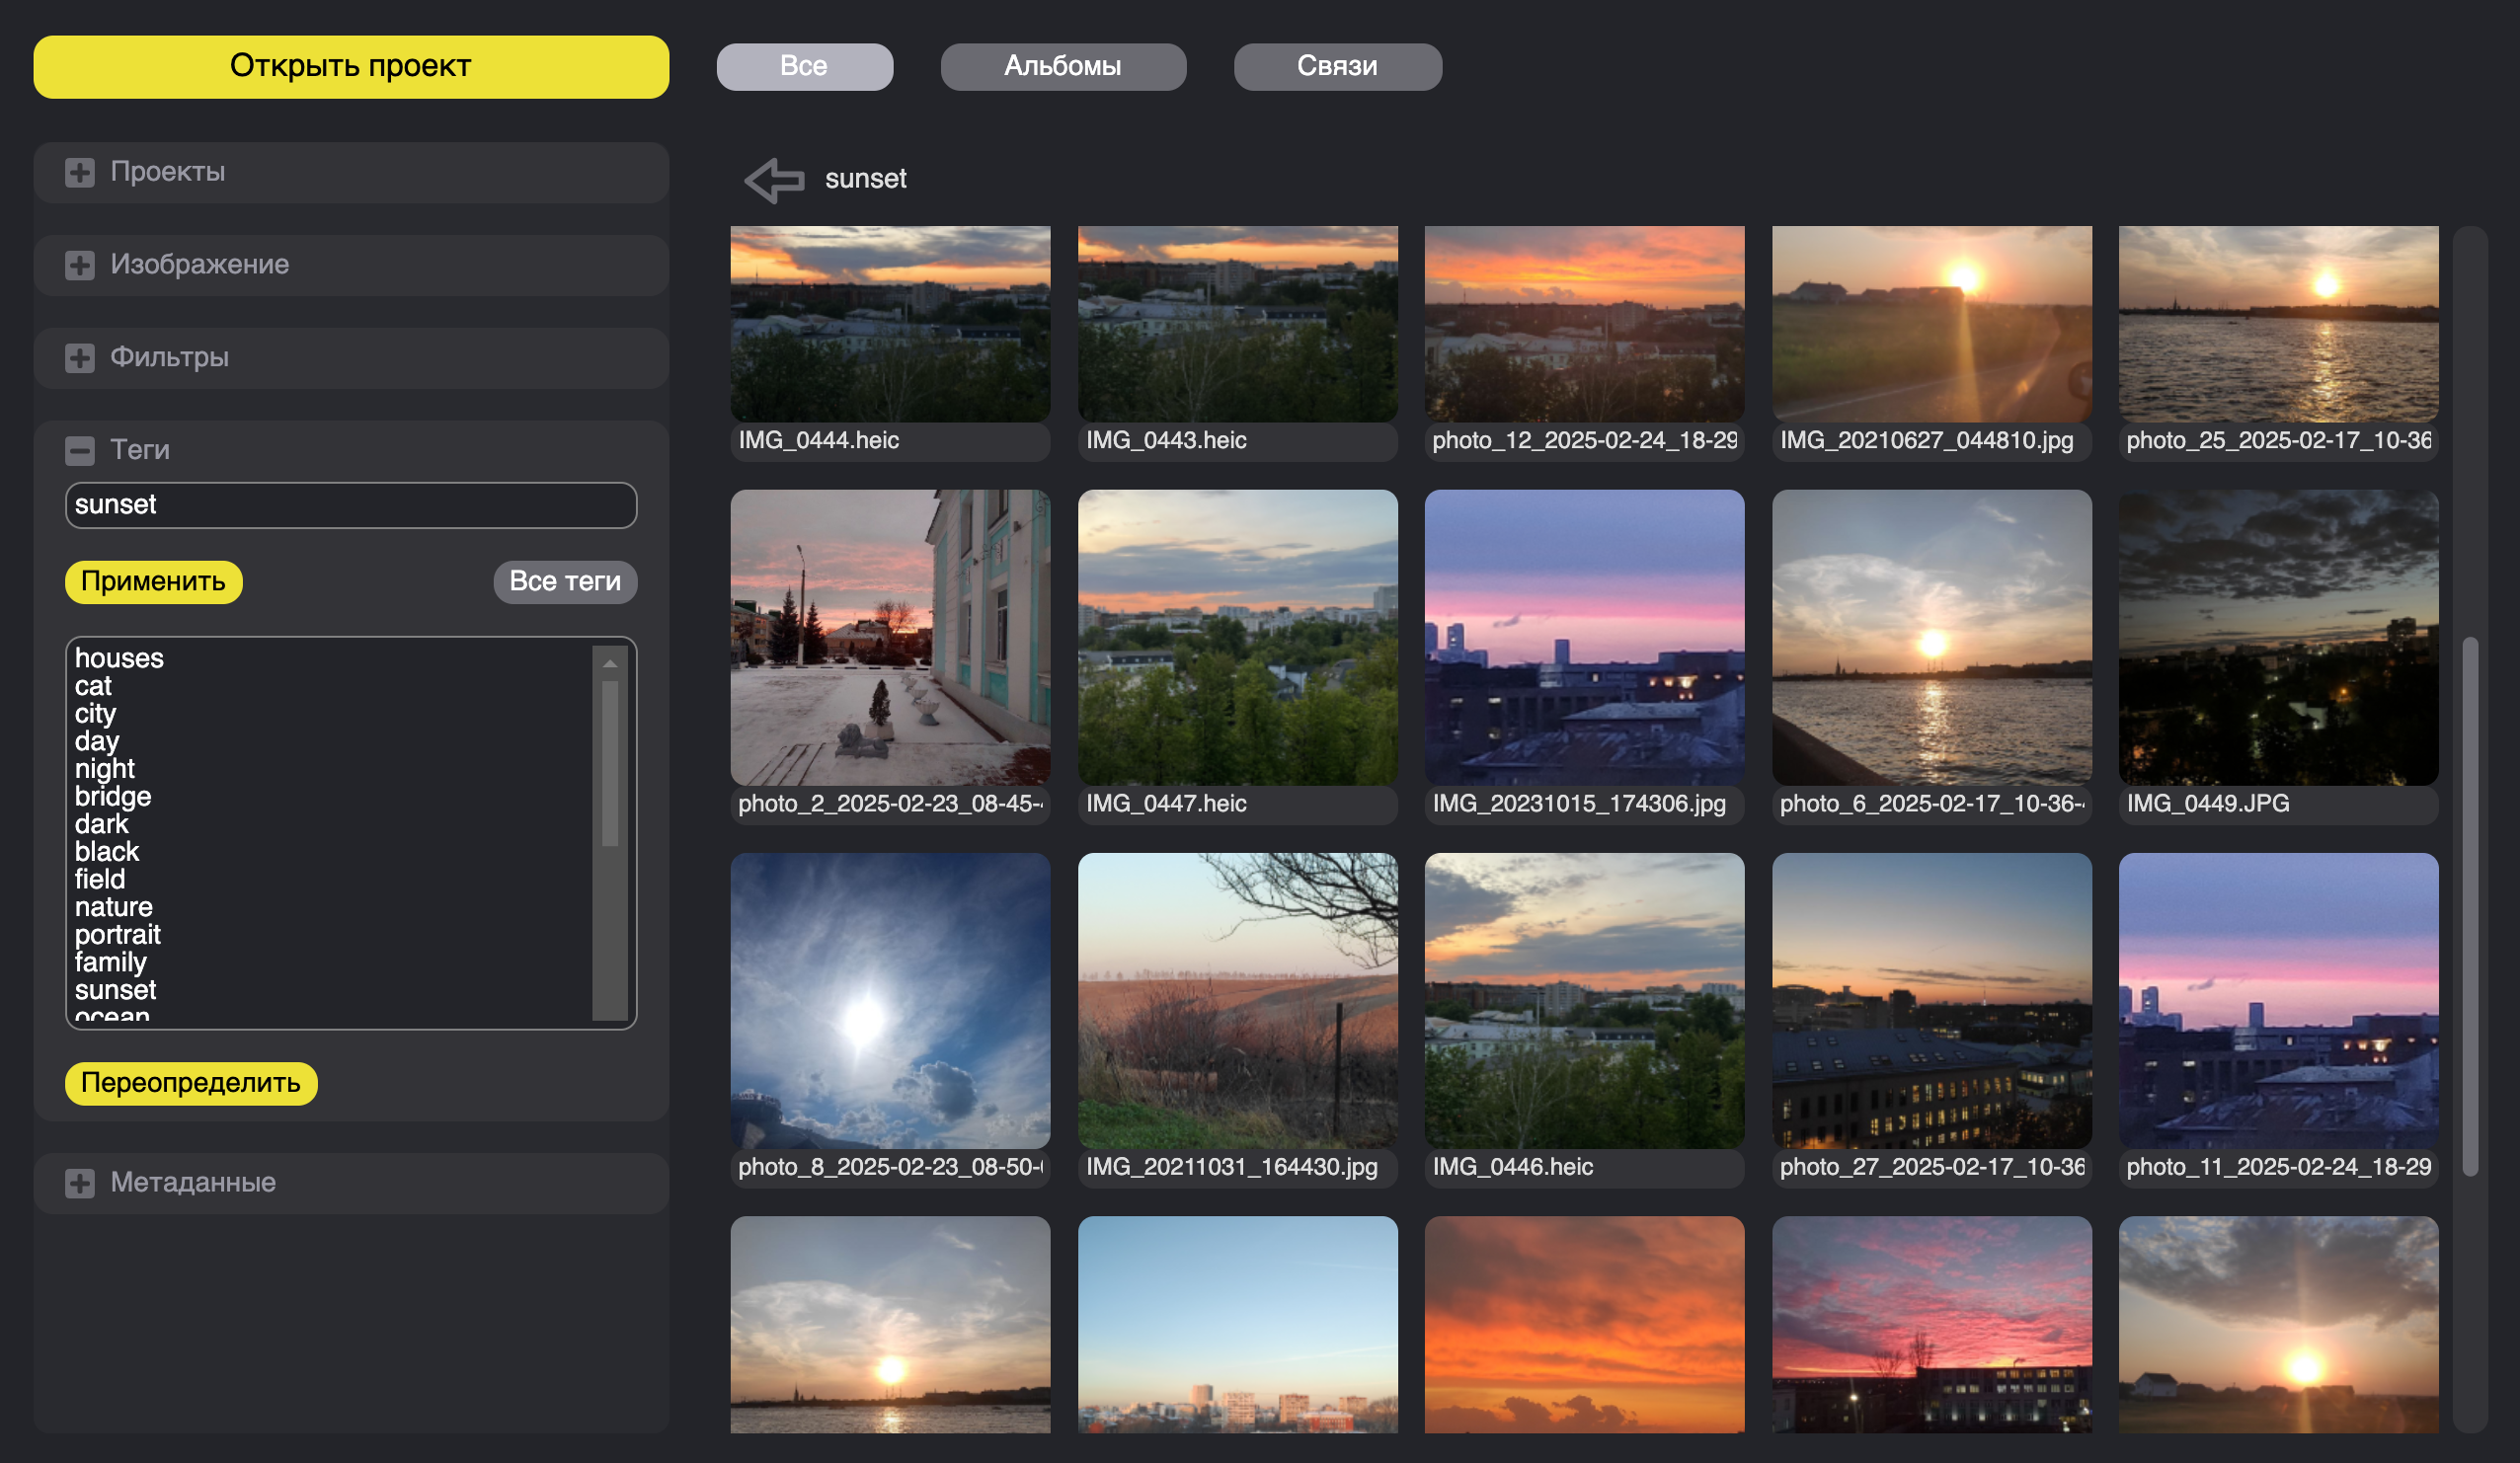 Открыть проект
Все
Альбомы
Связи
Проекты
Изображение
Фильтры
Теги
sunset
Применить
Все теги
houses
cat
city
day
night
bridge
dark
black
field
nature
portrait
family
sunset
ocean
Переопределить
Метаданные
sunset
IMG_0444.heic
IMG_0443.heic
photo_12_2025-02-24_18-29
IMG_20210627_044810.jpg
photo_25_2025-02-17_10-36
photo_2_2025-02-23_08-45-
IMG_0447.heic
IMG_20231015_174306.jpg
photo_6_2025-02-17_10-36-
IMG_0449.JPG
photo_8_2025-02-23_08-50-
IMG_20211031_164430.jpg
IMG_0446.heic
photo_27_2025-02-17_10-36
photo_11_2025-02-24_18-29